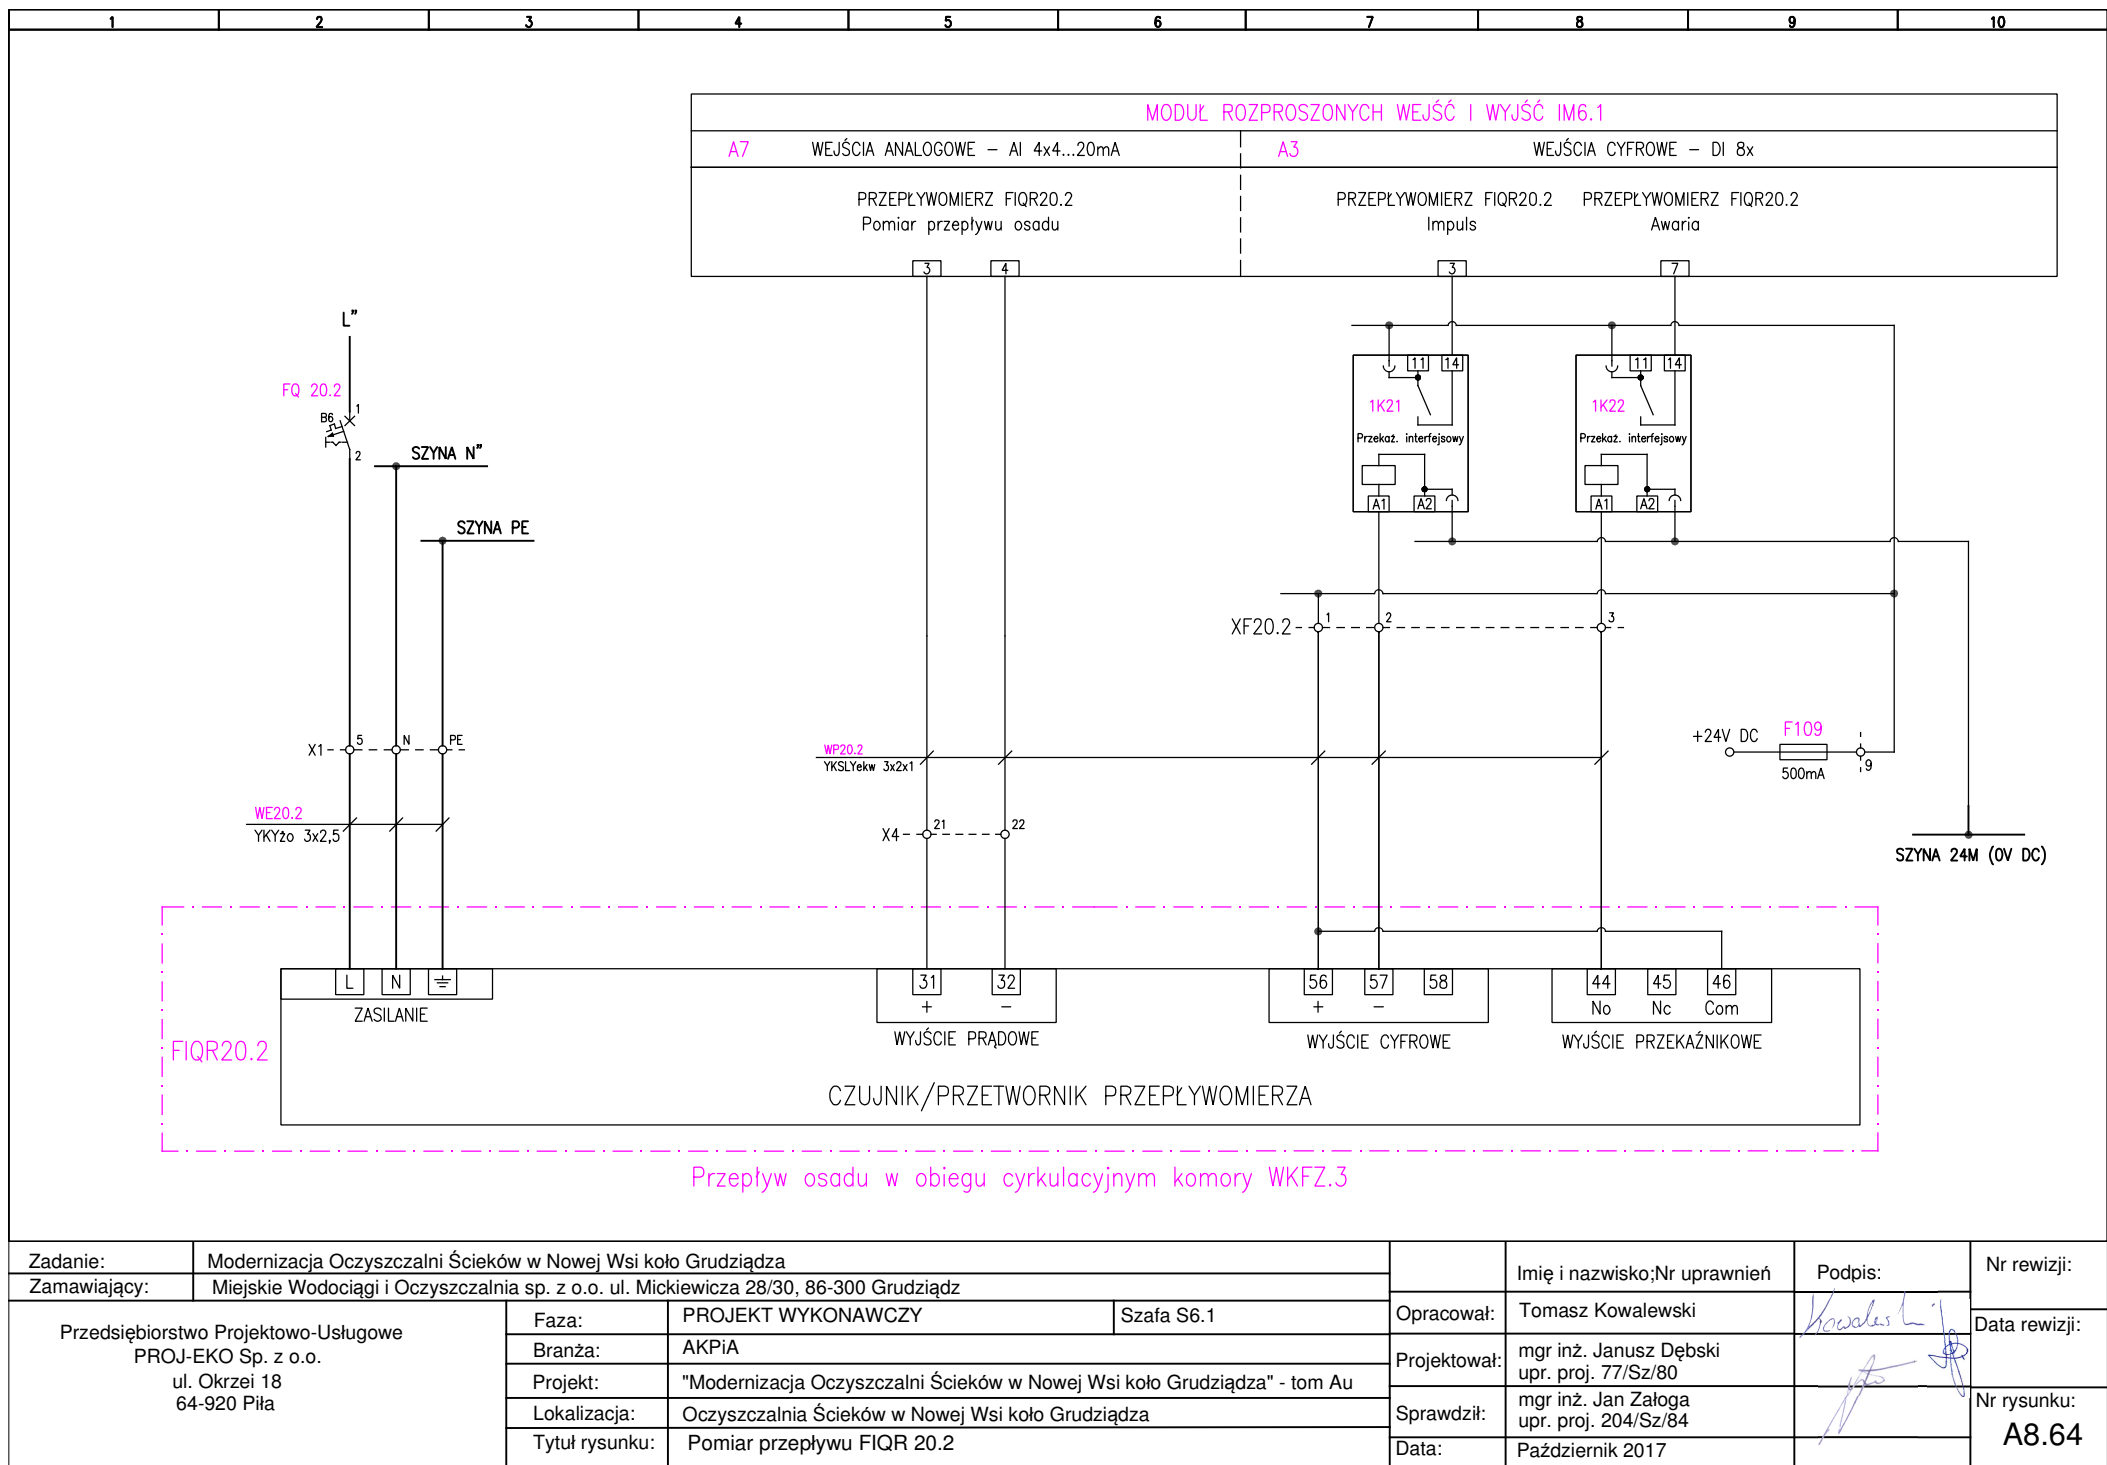 1 2 3 4 5 6 7 8 9 10
MODUŁ ROZPROSZONYCH WEJŚĆ I WYJŚĆ IM6.1
A7 WEJŚCIA ANALOGOWE – AI 4x4...20mA A3 WEJŚCIA CYFROWE – DI 8x
PRZEPŁYWOMIERZ FIQR20.2 PRZEPŁYWOMIERZ FIQR20.2 PRZEPŁYWOMIERZ FIQR20.2
Pomiar przepływu osadu Impuls Awaria
3 4 3 7
L”
11 14 11 14
FQ 20.2
1K21 1K22
1
B6
2
Przekaż. interfejsowy Przekaż. interfejsowy
SZYNA N”
A1 A2 A1 A2
SZYNA PE
XF20.2 1 2 3
X1 5 N PE
WP20.2
YKSLYekw 3x2x1
+24V DC F109
500mA 9
WE20.2
YKYżo 3x2,5
X4 21 22
SZYNA 24M (0V DC)
L N 31 32 56 57 58 44 45 46
+ – + – No Nc Com
ZASILANIE
WYJŚCIE PRĄDOWE WYJŚCIE CYFROWE WYJŚCIE PRZEKAŹNIKOWE
FIQR20.2
CZUJNIK/PRZETWORNIK PRZEPŁYWOMIERZA
Przepływ osadu w obiegu cyrkulacyjnym komory WKFZ.3
Zadanie: Modernizacja Oczyszczalni Ścieków w Nowej Wsi koło Grudziądza
Zamawiający: Miejskie Wodociągi i Oczyszczalnia sp. z o.o. ul. Mickiewicza 28/30, 86-300 Grudziądz
Przedsiębiorstwo Projektowo-Usługowe
PROJ-EKO Sp. z o.o.
ul. Okrzei 18
64-920 Piła
Faza: PROJEKT WYKONAWCZY Szafa S6.1
Branża: AKPiA
Projekt: "Modernizacja Oczyszczalni Ścieków w Nowej Wsi koło Grudziądza" - tom Au
Lokalizacja: Oczyszczalnia Ścieków w Nowej Wsi koło Grudziądza
Tytuł rysunku: Pomiar przepływu FIQR 20.2
Imię i nazwisko;Nr uprawnień Podpis:
Opracował: Tomasz Kowalewski
Projektował: mgr inż. Janusz Dębski
upr. proj. 77/Sz/80
Sprawdził: mgr inż. Jan Załoga
upr. proj. 204/Sz/84
Data: Październik 2017
Nr rewizji:
Data rewizji:
Nr rysunku:
A8.64